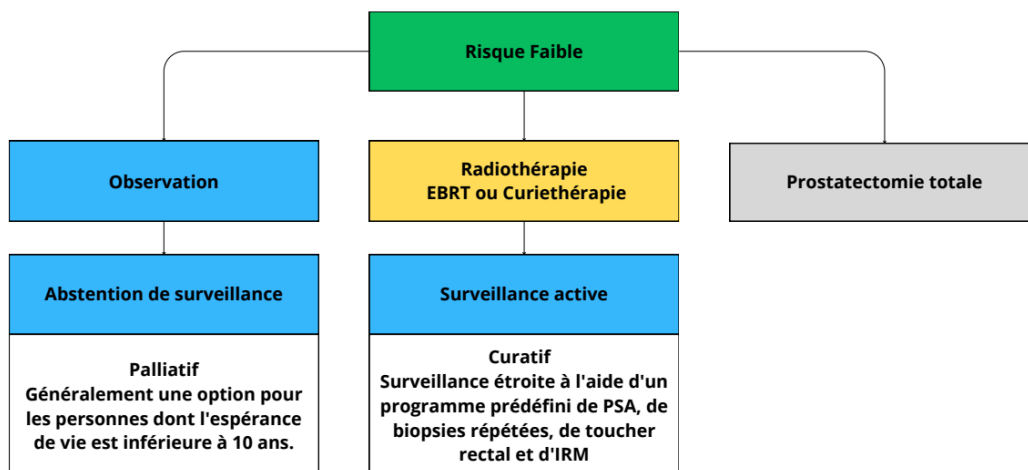 Risque Faible
Observation
Radiothérapie
EBRT ou Curiethérapie
Prostatectomie totale
Abstention de surveillance
Surveillance active
Palliatif
Généralement une option pour
les personnes dont l'espérance
de vie est inférieure à 10 ans.
Curatif
Surveillance étroite à l'aide d'un
programme prédéfini de PSA, de
biopsies répétées, de toucher
rectal et d'IRM